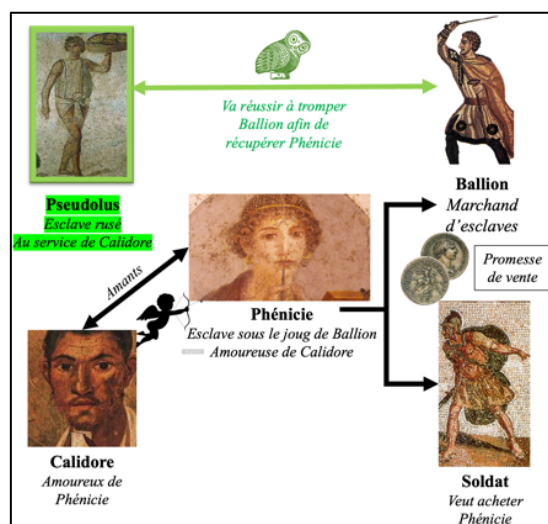 Va réussir à tromper
Ballion afin de
récupérer Phénicie
Pseudolus
Esclave rusé
Au service de Calidore
Ballion
Marchand
d'esclaves
Promesse
de vente
Amants
Phénicie
Esclave sous le joug de Ballion
Amoureuse de Calidore
Calidore
Amoureux de
Phénicie
Soldat
Veut acheter
Phénicie